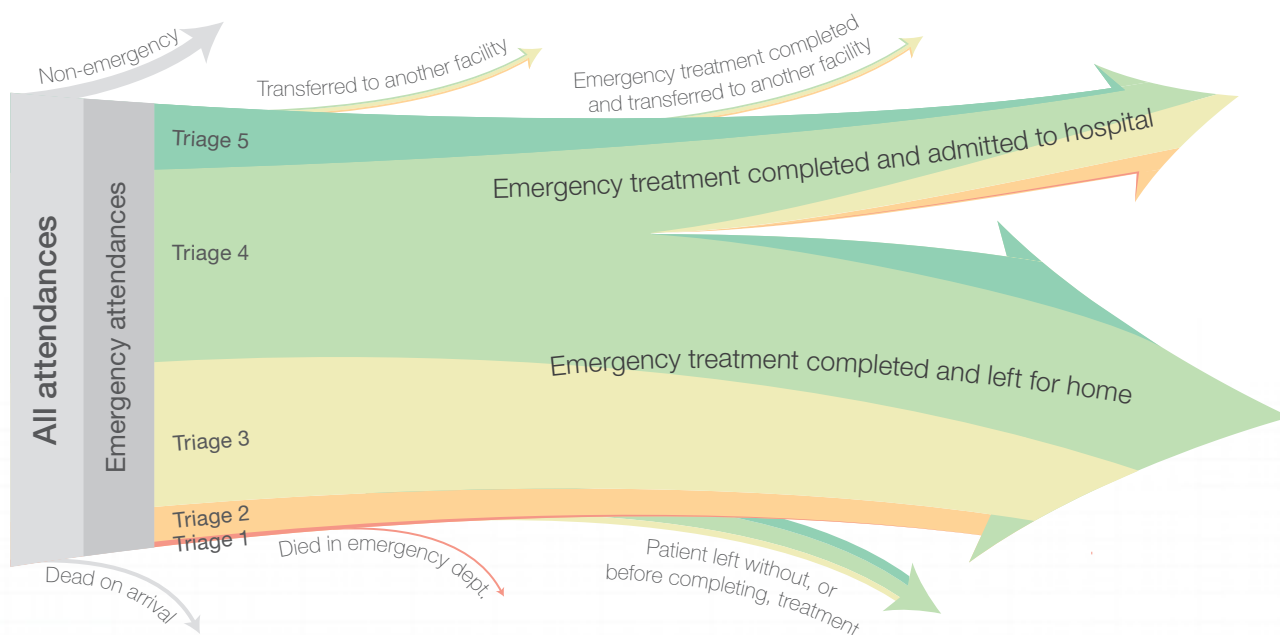 Non-emergency
Transferred to another facility
Emergency treatment completed
and transferred to another facility
All attendances
Emergency attendances
Triage 5
Triage 4
Triage 3
Triage 2
Triage 1
Emergency treatment completed and admitted to hospital
Emergency treatment completed and left for home
Dead on arrival
Died in emergency dept.
Patient left without, or
before completing, treatment